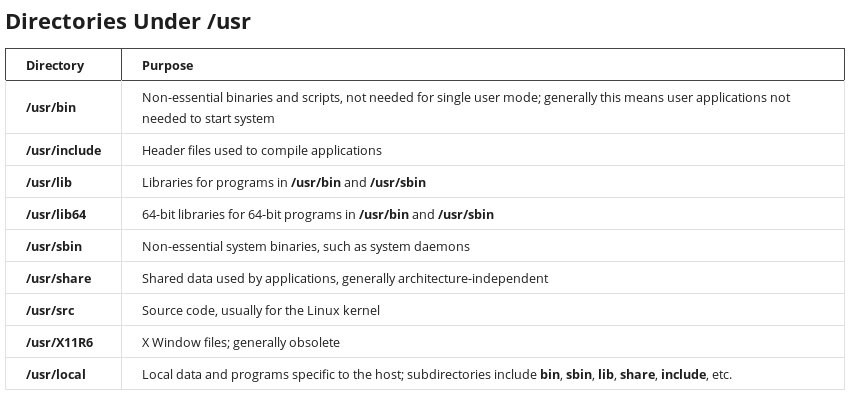 Directories Under /usr
Directory Purpose
/usr/bin Non-essential binaries and scripts, not needed for single user mode; generally this means user applications not
needed to start system
/usr/include Header files used to compile applications
/usr/lib Libraries for programs in /usr/bin and /usr/sbin
/usr/lib64 64-bit libraries for 64-bit programs in /usr/bin and /usr/sbin
/usr/sbin Non-essential system binaries, such as system daemons
/usr/share Shared data used by applications, generally architecture-independent
/usr/src Source code, usually for the Linux kernel
/usr/X11R6 X Window files; generally obsolete
/usr/local Local data and programs specific to the host; subdirectories include bin, sbin, lib, share, include, etc.